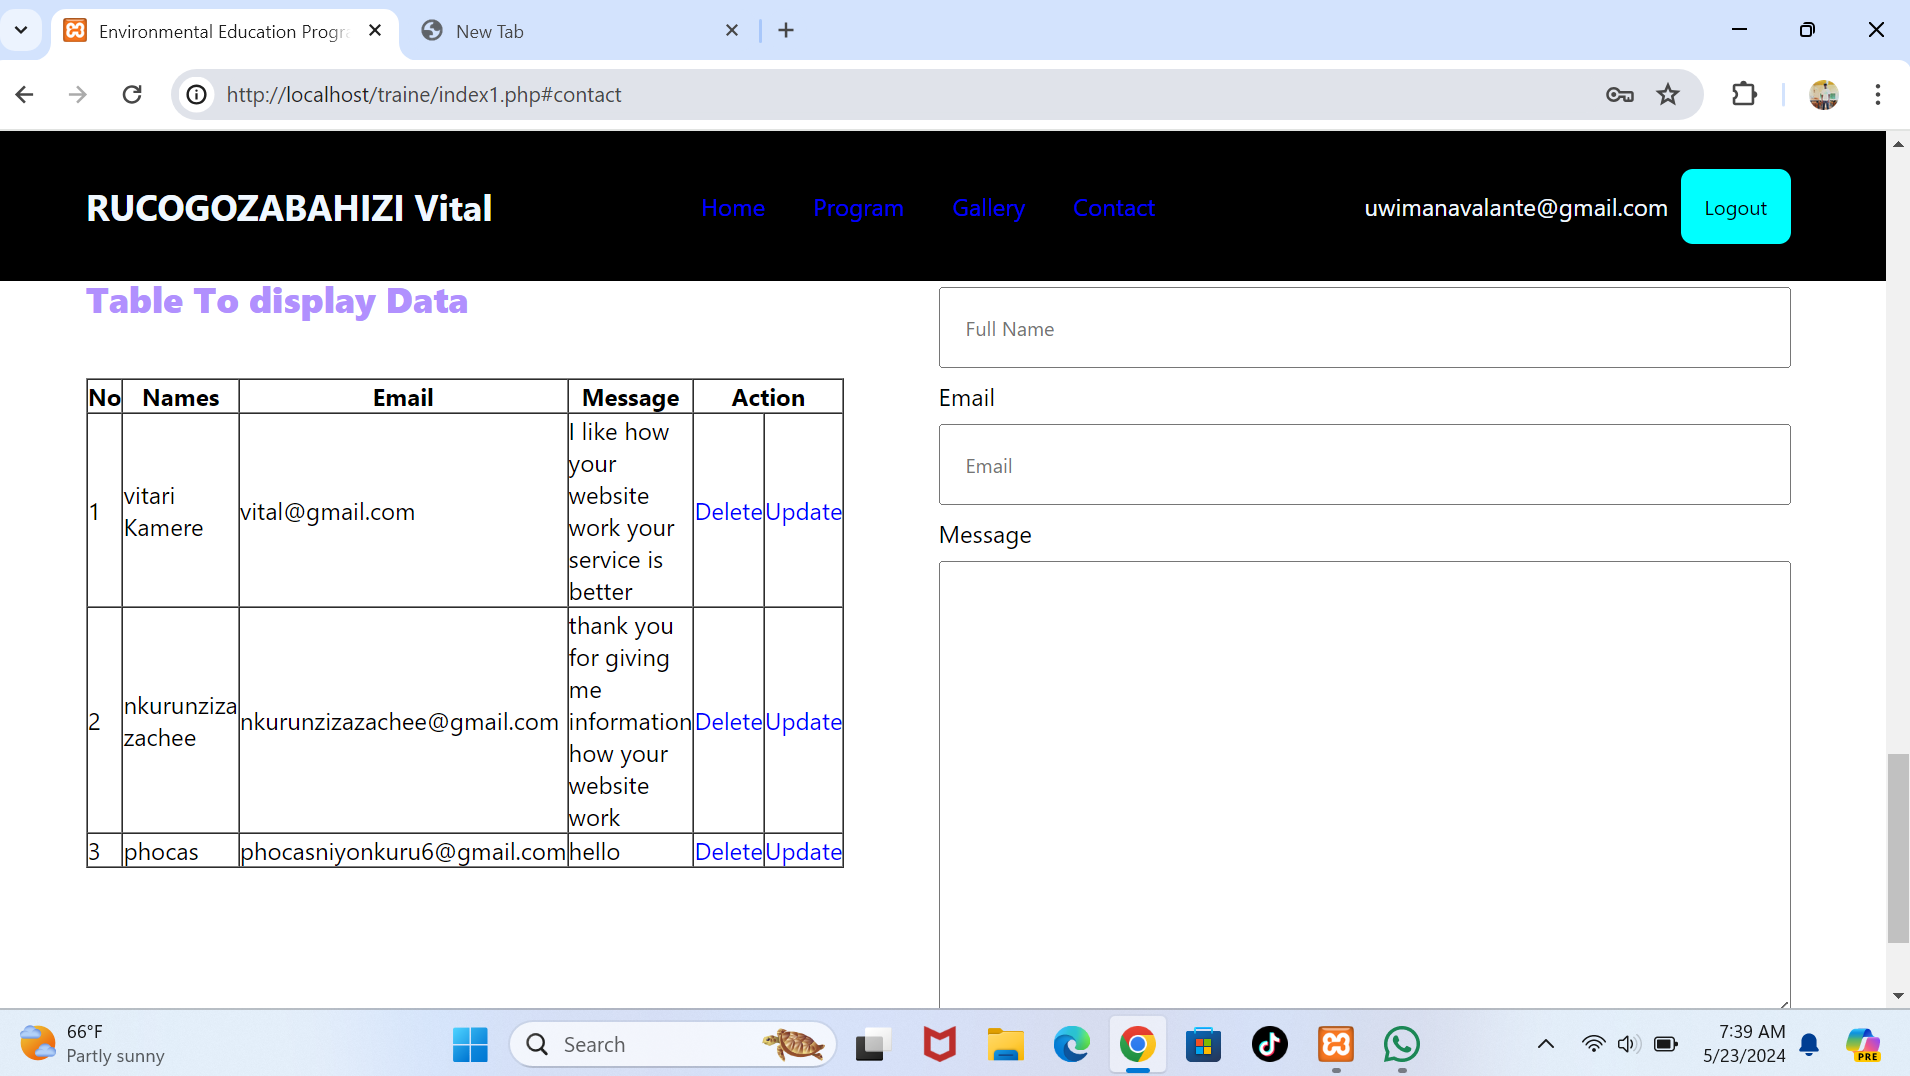 Environmental Education Progra
New Tab
http://localhost/traine/index1.php#contact
RUCOGOZABAHIZI Vital
Home
Program
Gallery
Contact
uwimanavalante@gmail.com
Logout
Table To display Data
No
Names
Email
Message
Action
1
vitari
Kamere
vital@gmail.com
I like how
your
website
work your
service is
better
Delete
Update
2
nkurunziza
zachee
nkurunzizazachee@gmail.com
thank you
for giving
me
information
how your
website
work
Delete
Update
3
phocas
phocasniyonkuru6@gmail.com
hello
Delete
Update
Full Name
Email
Email
Message
66°F
Partly sunny
Search
7:39 AM
5/23/2024
PRE